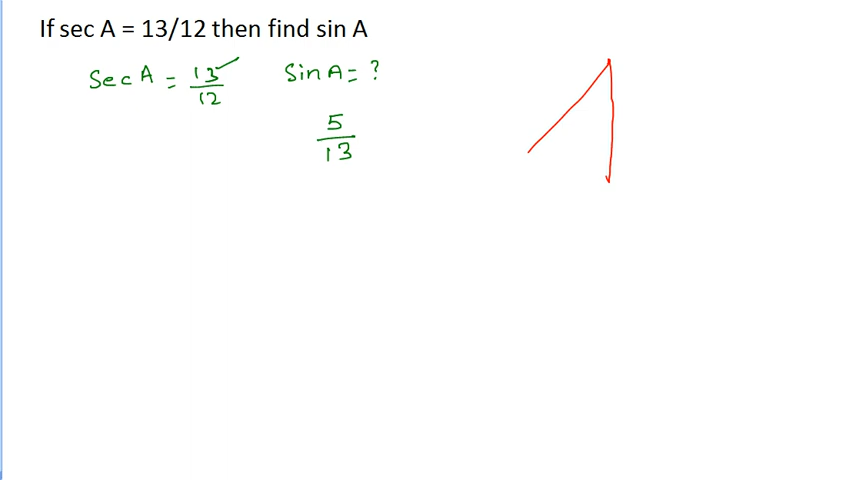 If sec A = 13/12 then find sin A
Sec A = 13/12 Sin A = ?
5/13